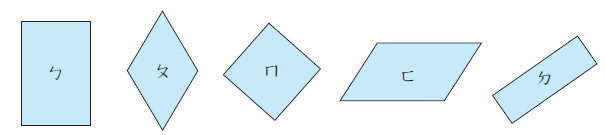 ㄅ ㄆ ㄇ ㄈ ㄉ